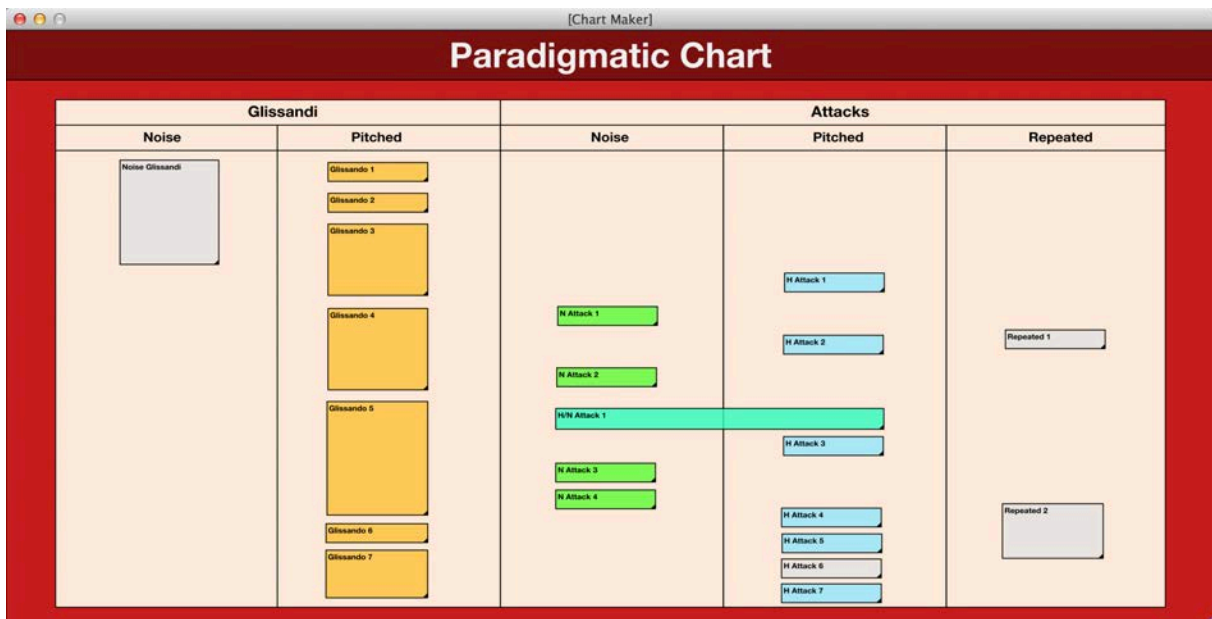 [Chart Maker]
Paradigmatic Chart
Glissandi
Attacks
Noise
Pitched
Noise
Pitched
Repeated
Noise Glissandi
Glissando 1
Glissando 2
Glissando 3
Glissando 4
Glissando 5
Glissando 6
Glissando 7
N Attack 1
N Attack 2
H/N Attack 1
N Attack 3
N Attack 4
H Attack 1
H Attack 2
H Attack 3
H Attack 4
H Attack 5
H Attack 6
H Attack 7
Repeated 1
Repeated 2